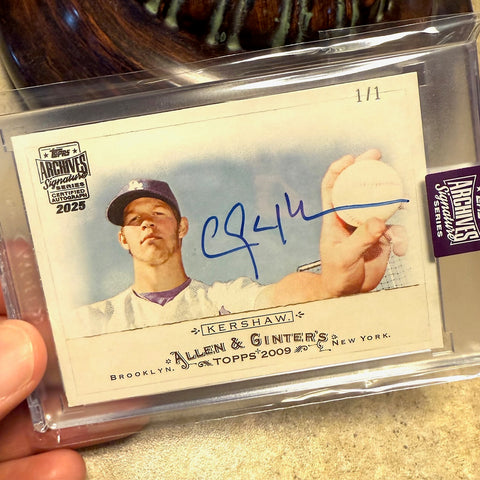 1/1
TOPPS
ARCHIVES
Signature
SERIES
CERTIFIED
AUTOGRAPH
2025
ARCHIVES
Signature
SERIES
KERSHAW.
ALLEN & GINTER'S
BROOKLYN. TOPPS 2009 NEW YORK.